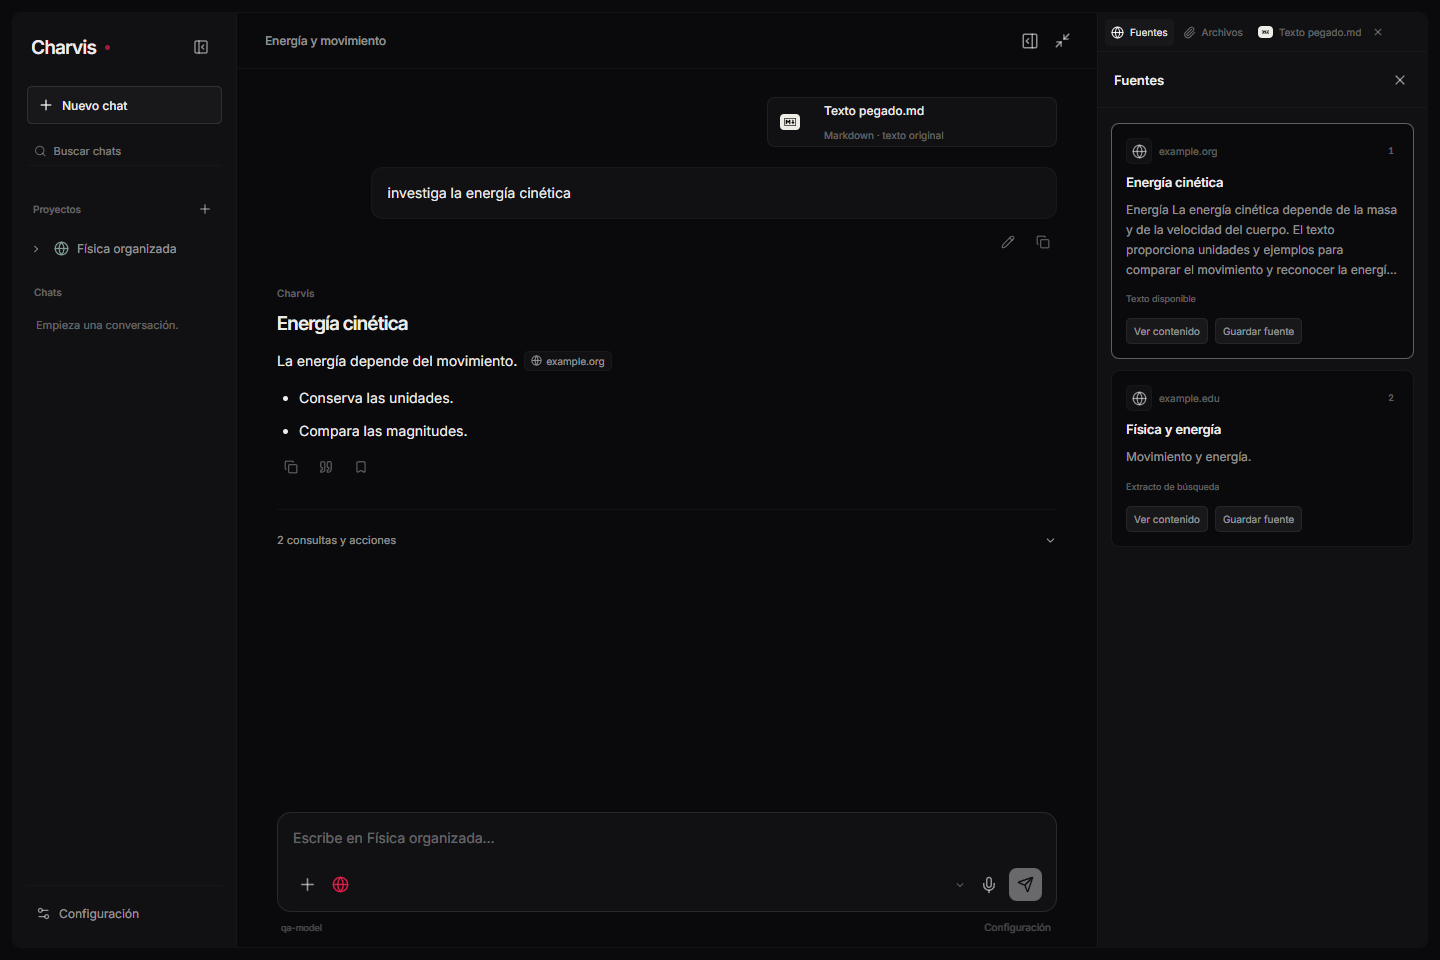 Charvis
Nuevo chat
Buscar chats
Proyectos
Física organizada
Chats
Empieza una conversación.
Configuración
Energía y movimiento
Texto pegado.md
Markdown · texto original
investiga la energía cinética
Charvis
Energía cinética
La energía depende del movimiento. example.org
• Conserva las unidades.
• Compara las magnitudes.
2 consultas y acciones
Escribe en Física organizada...
qa-model
Configuración
Fuentes Archivos Texto pegado.md
Fuentes
example.org 1
Energía cinética
Energía La energía cinética depende de la masa
y de la velocidad del cuerpo. El texto
proporciona unidades y ejemplos para
comparar el movimiento y reconocer la energí...
Texto disponible
Ver contenido Guardar fuente
example.edu 2
Física y energía
Movimiento y energía.
Extracto de búsqueda
Ver contenido Guardar fuente